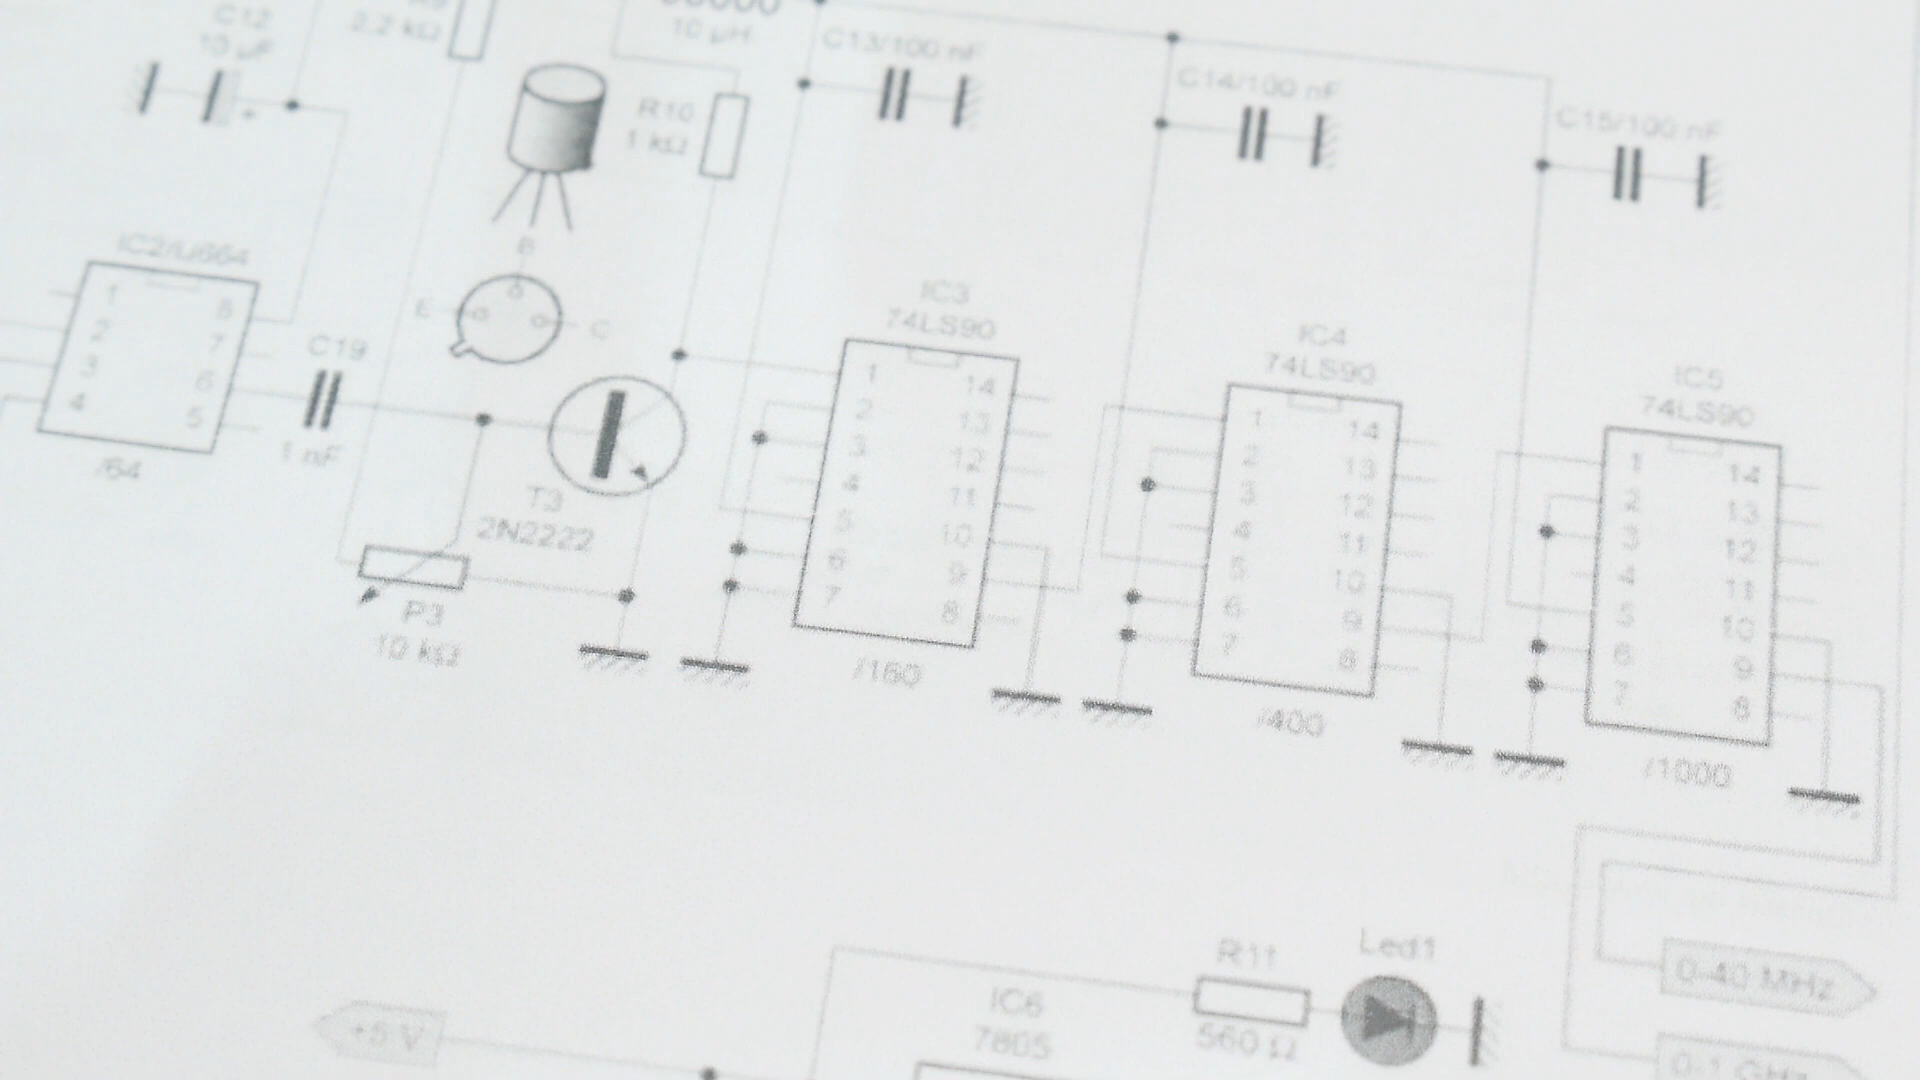 C12
10 µF
2.2 kΩ
10 µH
C13/100 nF
R10
1 kΩ
C14/100 nF
C15/100 nF
IC2/U664
1
2
3
4
8
7
6
5
/64
C19
1 nF
B
E
C
T3
2N2222
P3
10 kΩ
IC3
74LS90
1
2
3
4
5
6
7
14
13
12
11
10
9
8
/160
IC4
74LS90
1
2
3
4
5
6
7
14
13
12
11
10
9
8
/400
IC5
74LS90
1
2
3
4
5
6
7
14
13
12
11
10
9
8
/1000
0-40 MHz
0-1 GHz
R11
560 Ω
Led1
IC6
7805
+5 V